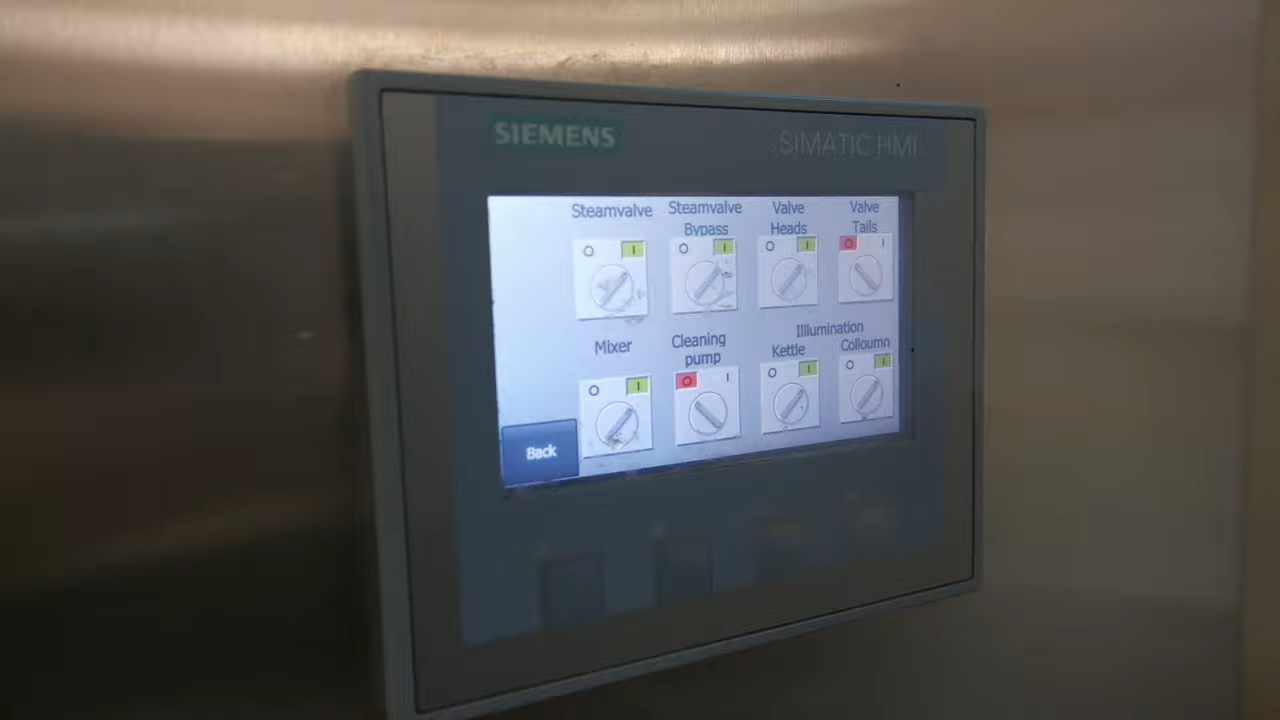 SIEMENS
SIMATIC HMI
Steamvalve
Steamvalve
Bypass
Valve
Heads
Valve
Tails
O I
O I
O I
O I
Mixer
Cleaning
pump
Illumination
Kettle
Colloumn
O I
O I
O I
O I
Back